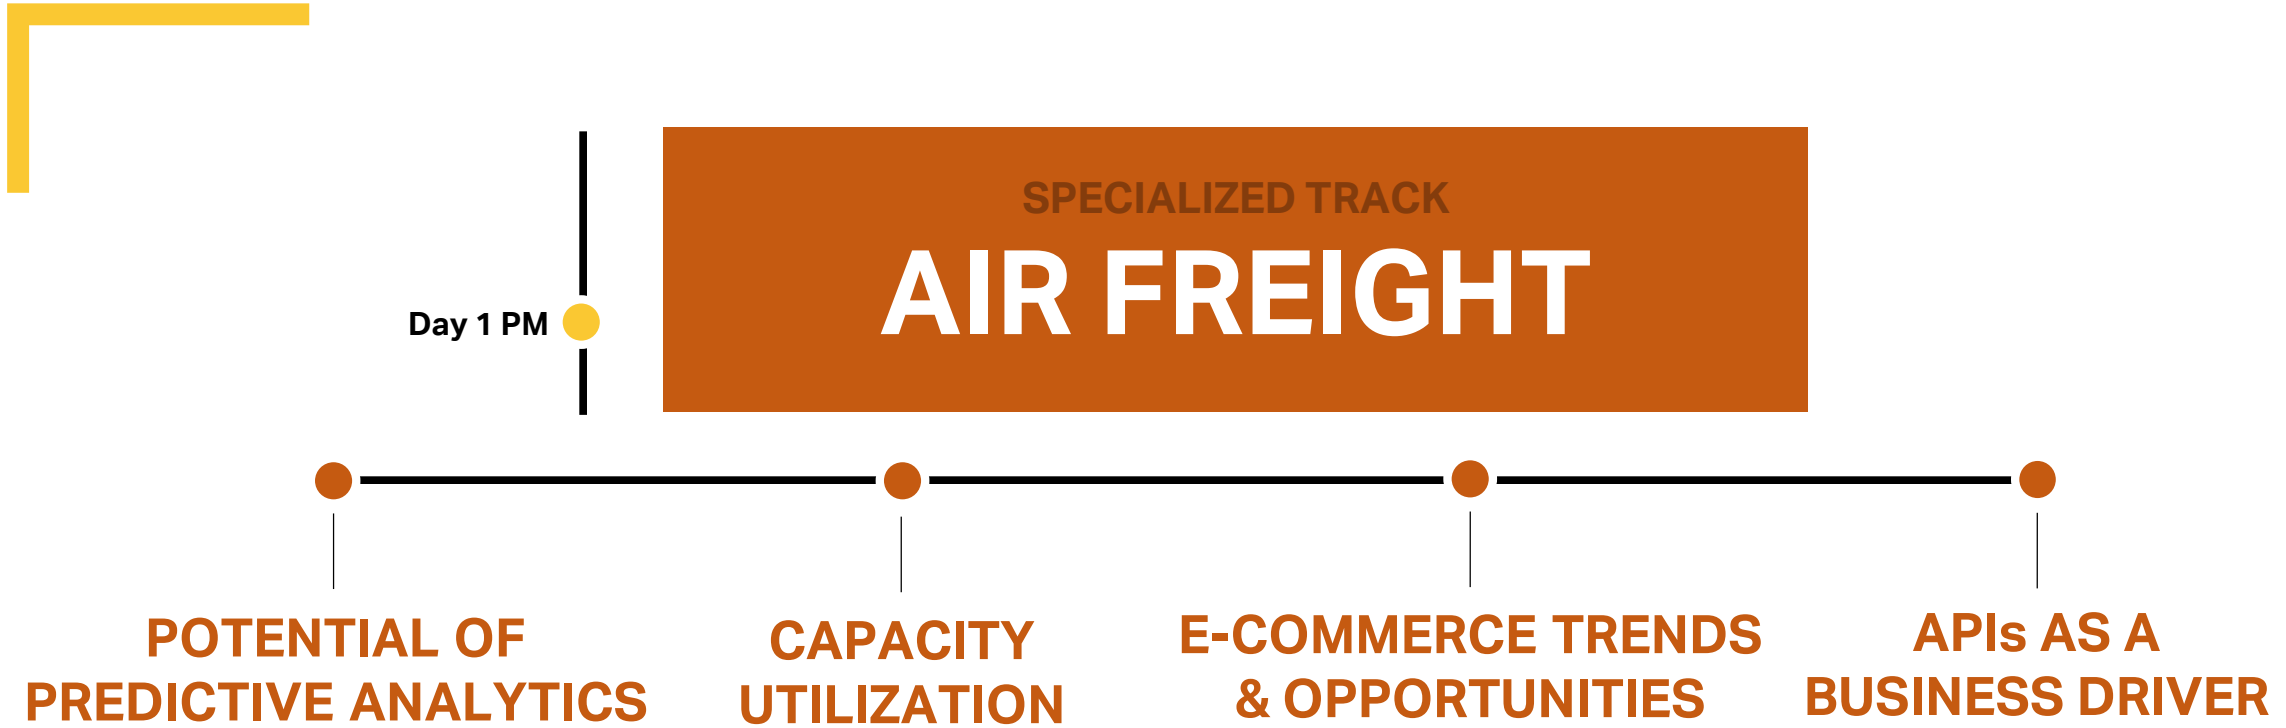 SPECIALIZED TRACK
AIR FREIGHT
Day 1 PM
POTENTIAL OF
PREDICTIVE ANALYTICS
CAPACITY
UTILIZATION
E-COMMERCE TRENDS
& OPPORTUNITIES
APIs AS A
BUSINESS DRIVER